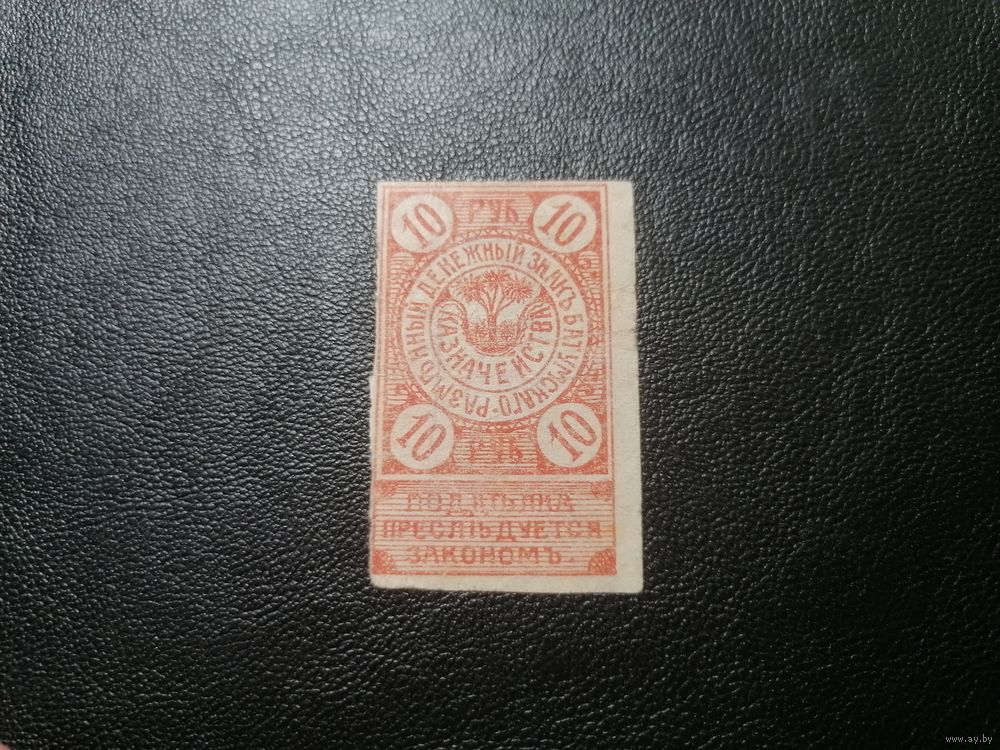 10 РУБ 10
РАЗМѢННЫЙ ДЕНЕЖНЫЙ ЗНАКЪ БАТУМСКАГО
КАЗНАЧЕЙСТВА
10 РУБ 10
ПОДДѢЛКА
ПРЕСЛѢДУЕТСЯ
ЗАКОНОМЪ.
www.ay.by